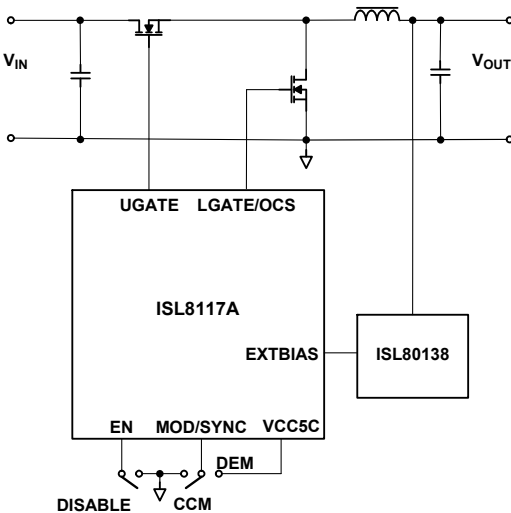 VIN
VOUT
UGATE
LGATE/OCS
ISL8117A
EXTBIAS
ISL80138
EN
MOD/SYNC
VCC5C
DEM
DISABLE
CCM